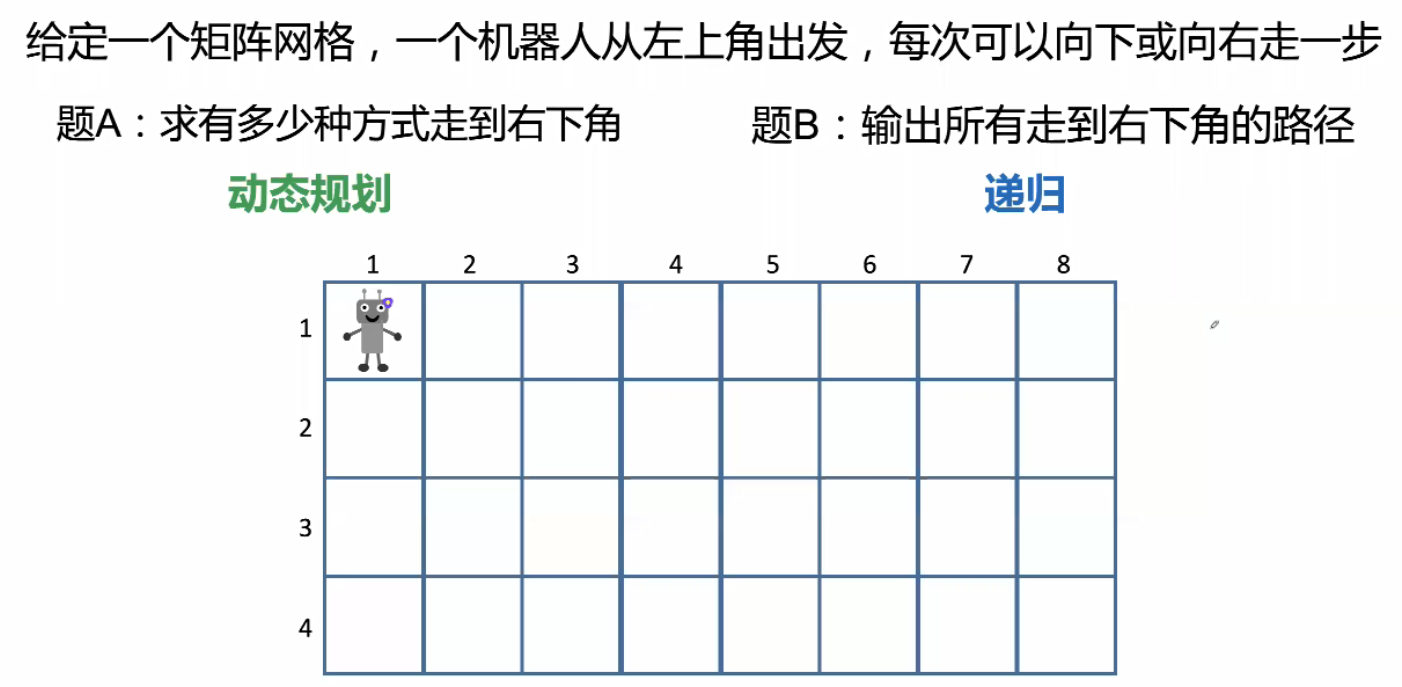 给定一个矩阵网格，一个机器人从左上角出发，每次可以向下或向右走一步
题A：求有多少种方式走到右下角
题B：输出所有走到右下角的路径
动态规划
递归
1 2 3 4 5 6 7 8
1
2
3
4